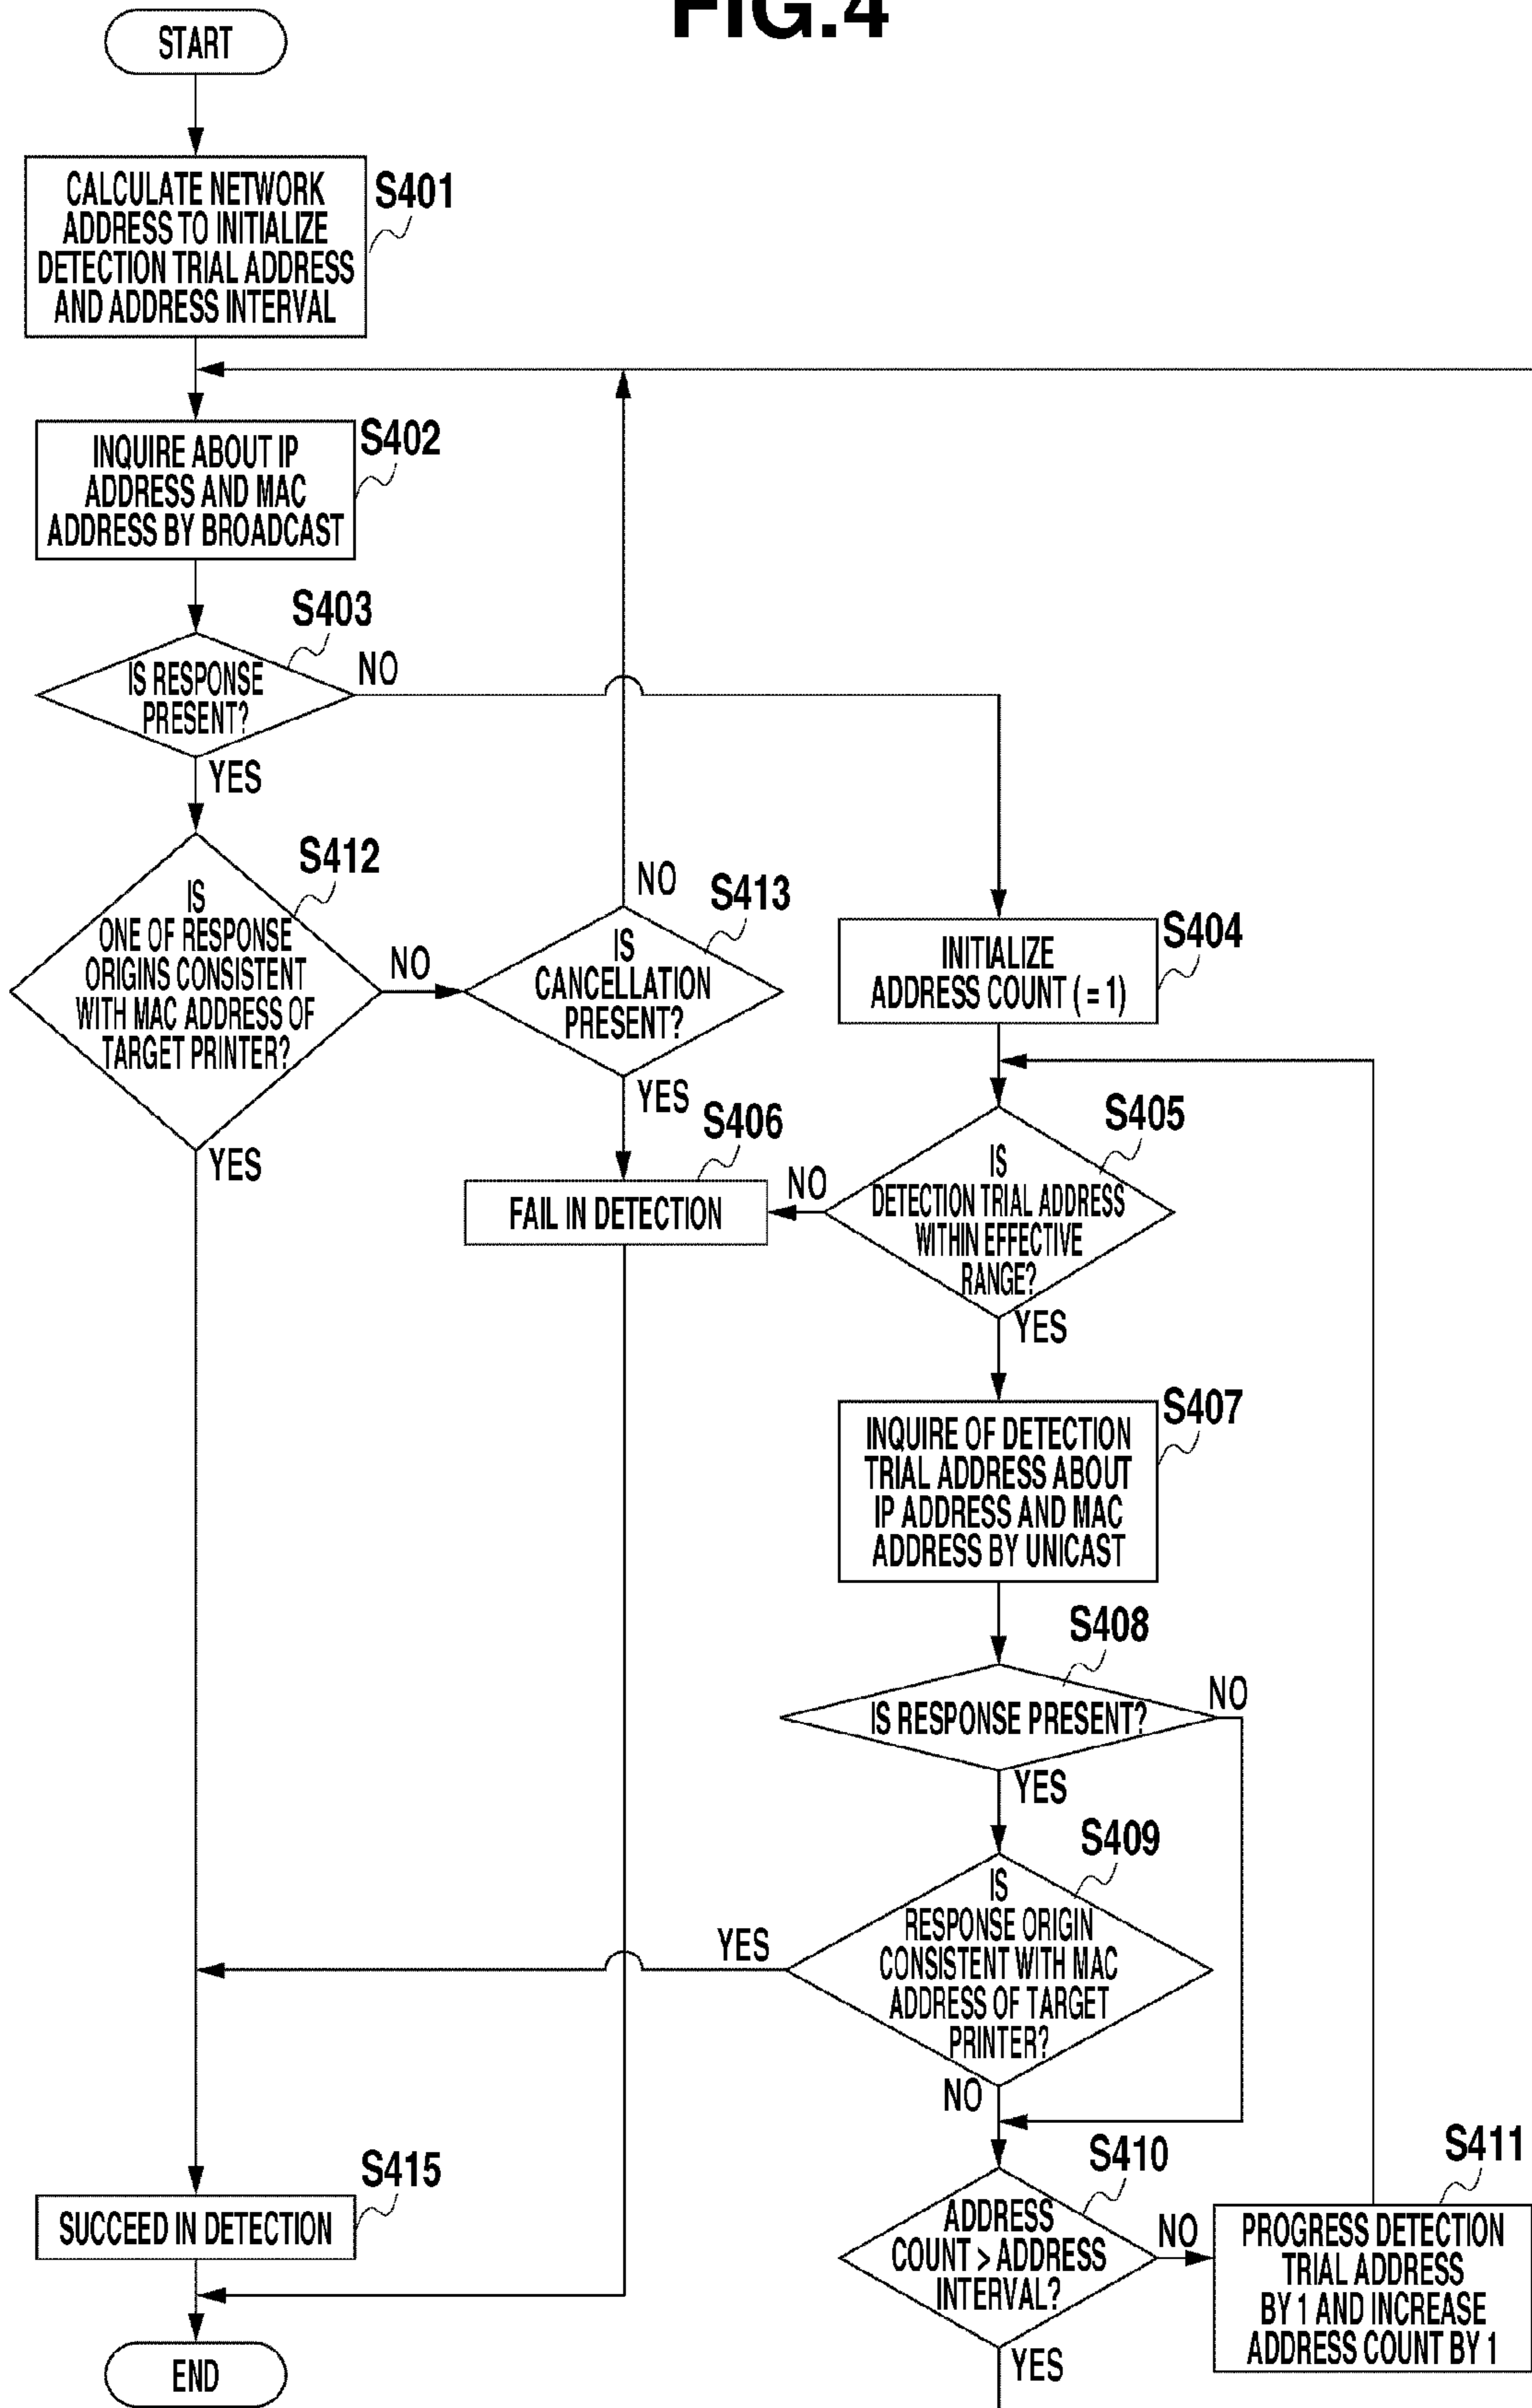 FIG.4
START
CALCULATE NETWORK
ADDRESS TO INITIALIZE
DETECTION TRIAL ADDRESS
AND ADDRESS INTERVAL
S401
INQUIRE ABOUT IP
ADDRESS AND MAC
ADDRESS BY BROADCAST
S402
S403
IS RESPONSE
PRESENT?
NO
YES
S412
IS
ONE OF RESPONSE
ORIGINS CONSISTENT
WITH MAC ADDRESS OF
TARGET PRINTER?
NO
YES
NO
S413
IS
CANCELLATION
PRESENT?
YES
S404
INITIALIZE
ADDRESS COUNT (= 1)
S406
FAIL IN DETECTION
S405
IS
DETECTION TRIAL ADDRESS
WITHIN EFFECTIVE
RANGE?
NO
YES
S407
INQUIRE OF DETECTION
TRIAL ADDRESS ABOUT
IP ADDRESS AND MAC
ADDRESS BY UNICAST
S408
IS RESPONSE PRESENT?
NO
YES
S409
IS
RESPONSE ORIGIN
CONSISTENT WITH MAC
ADDRESS OF TARGET
PRINTER?
YES
NO
S410
ADDRESS
COUNT > ADDRESS
INTERVAL?
NO
YES
S411
PROGRESS DETECTION
TRIAL ADDRESS
BY 1 AND INCREASE
ADDRESS COUNT BY 1
S415
SUCCEED IN DETECTION
END